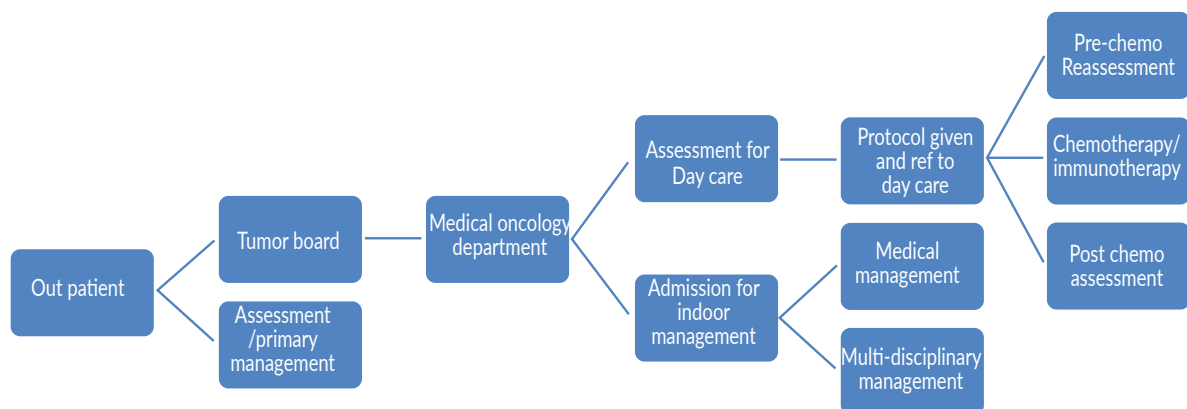 Out patient
Tumor board
Assessment
/primary
management
Medical oncology
department
Assessment for
Day care
Admission for
indoor
management
Protocol given
and ref to
day care
Medical
management
Multi-disciplinary
management
Pre-chemo
Reassessment
Chemotherapy/
immunotherapy
Post chemo
assessment